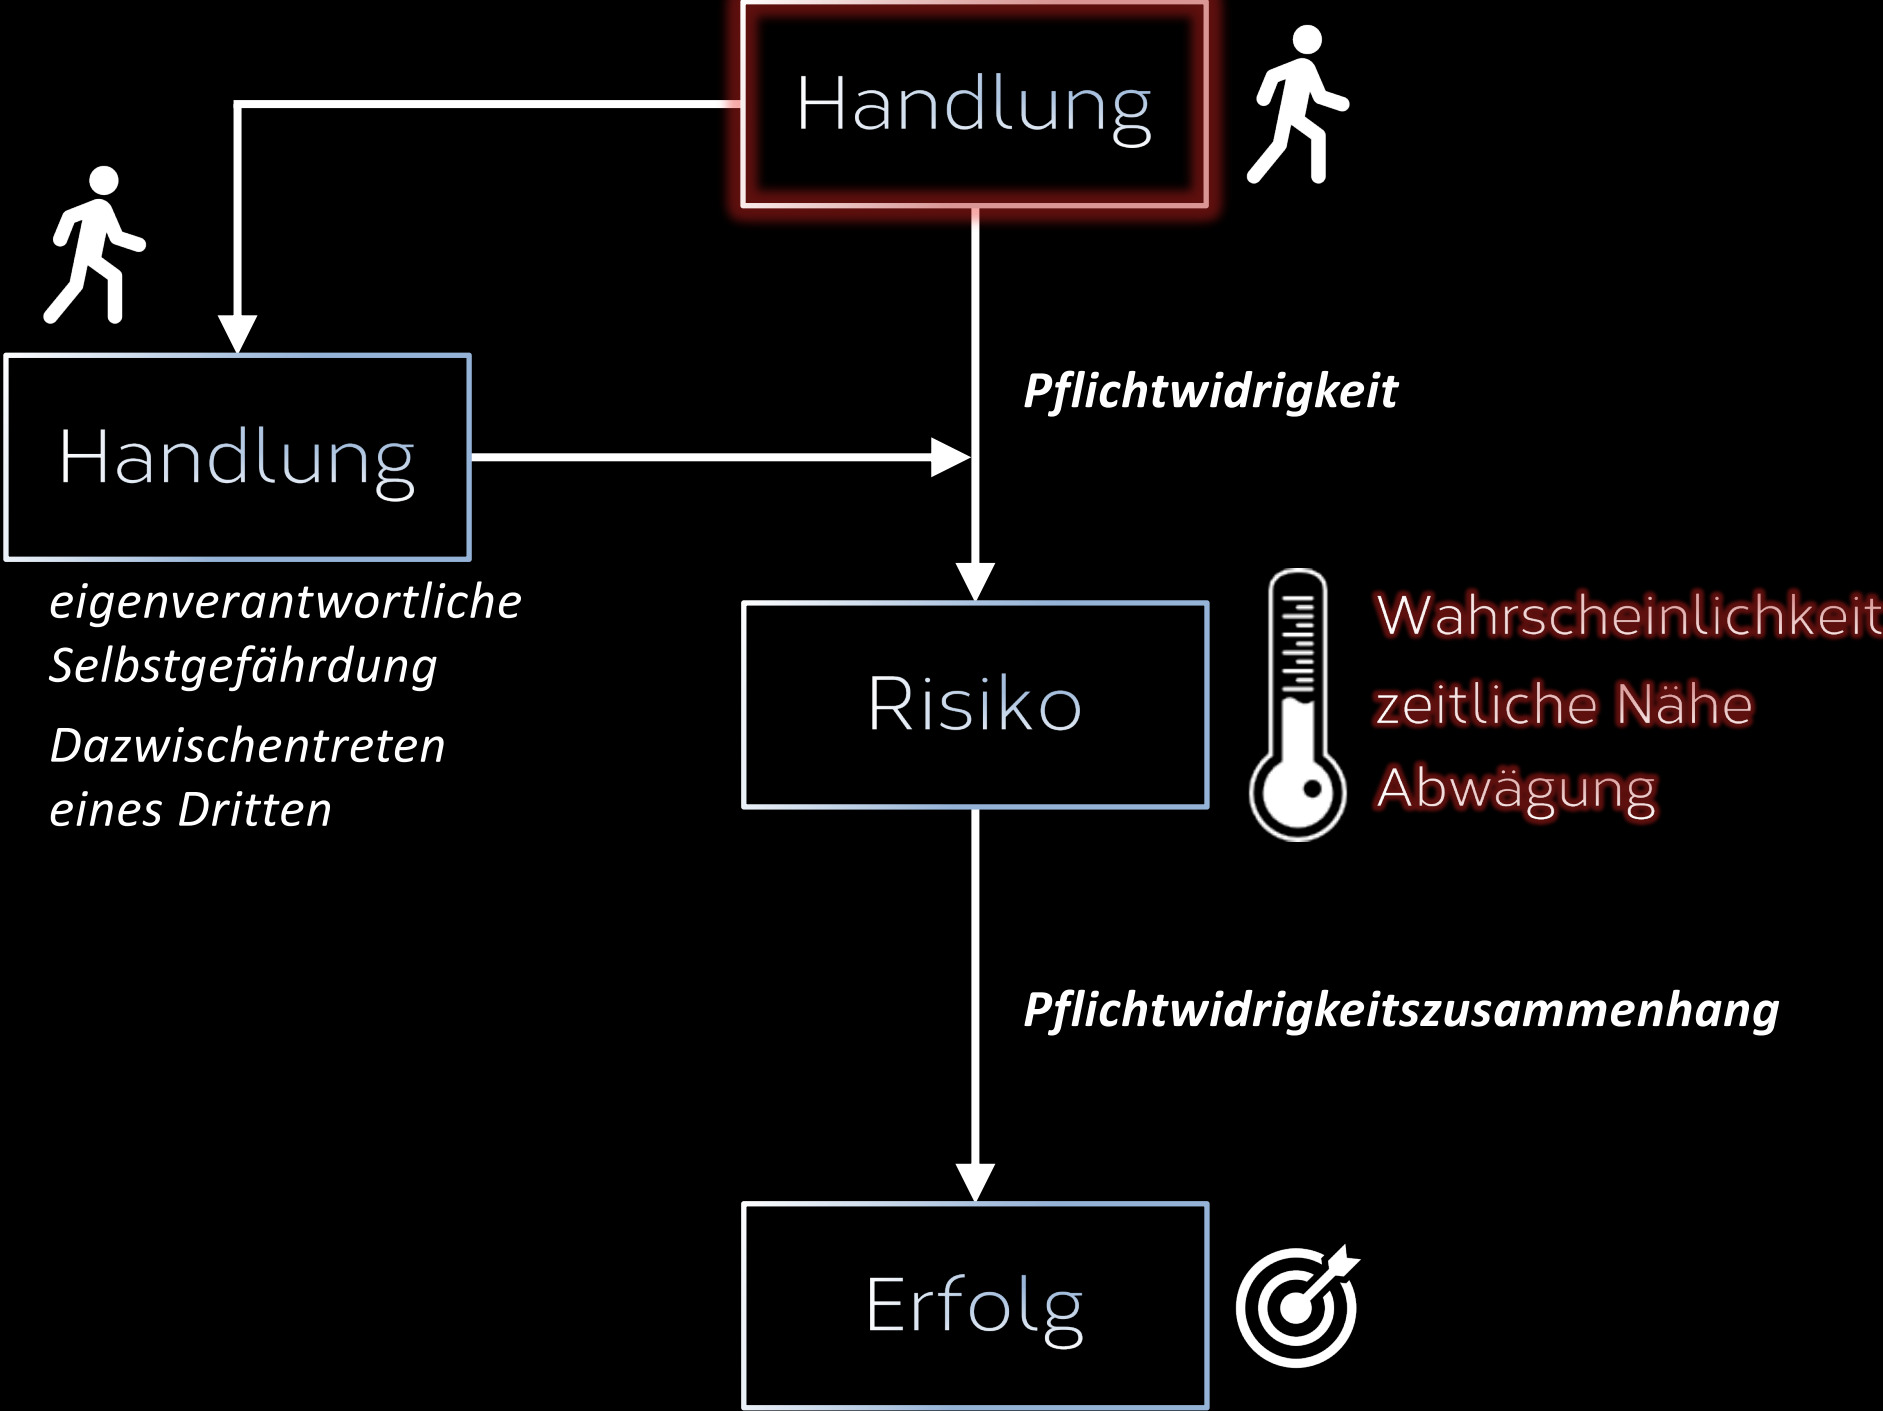 Handlung
Pflichtwidrigkeit
Handlung
eigenverantwortliche
Selbstgefährdung
Dazwischentreten
eines Dritten
Risiko
Wahrscheinlichkeit
zeitliche Nähe
Abwägung
Pflichtwidrigkeitszusammenhang
Erfolg